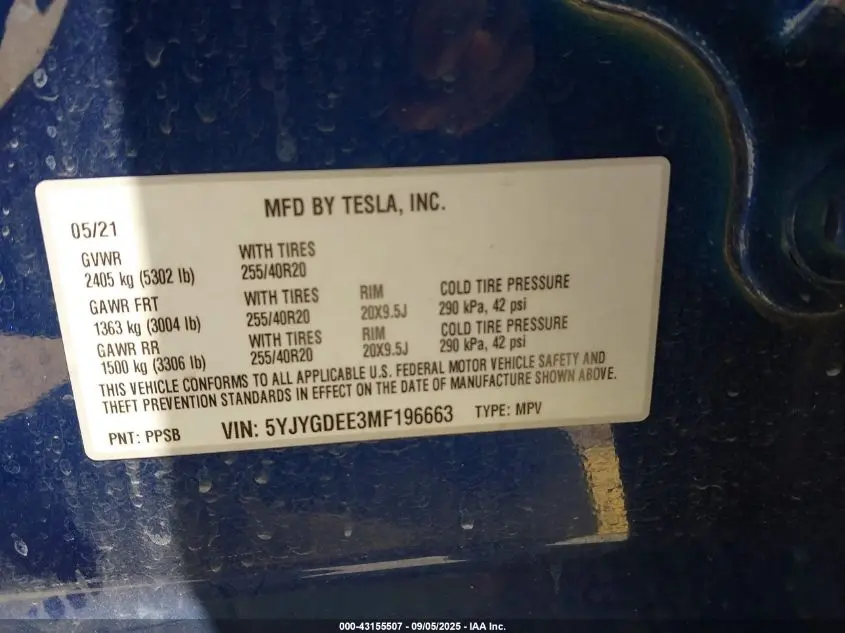 MFD BY TESLA, INC.
05/21
GVWR WITH TIRES
2405 kg (5302 lb) 255/40R20
GAWR FRT WITH TIRES RIM COLD TIRE PRESSURE
1363 kg (3004 lb) 255/40R20 20X9.5J 290 kPa, 42 psi
GAWR RR WITH TIRES RIM COLD TIRE PRESSURE
1500 kg (3306 lb) 255/40R20 20X9.5J 290 kPa, 42 psi
THIS VEHICLE CONFORMS TO ALL APPLICABLE U.S. FEDERAL MOTOR VEHICLE SAFETY AND
THEFT PREVENTION STANDARDS IN EFFECT ON THE DATE OF MANUFACTURE SHOWN ABOVE.
PNT: PPSB VIN: 5YJYGDEE3MF196663 TYPE: MPV
000-43155507 - 09/05/2025 - IAA Inc.